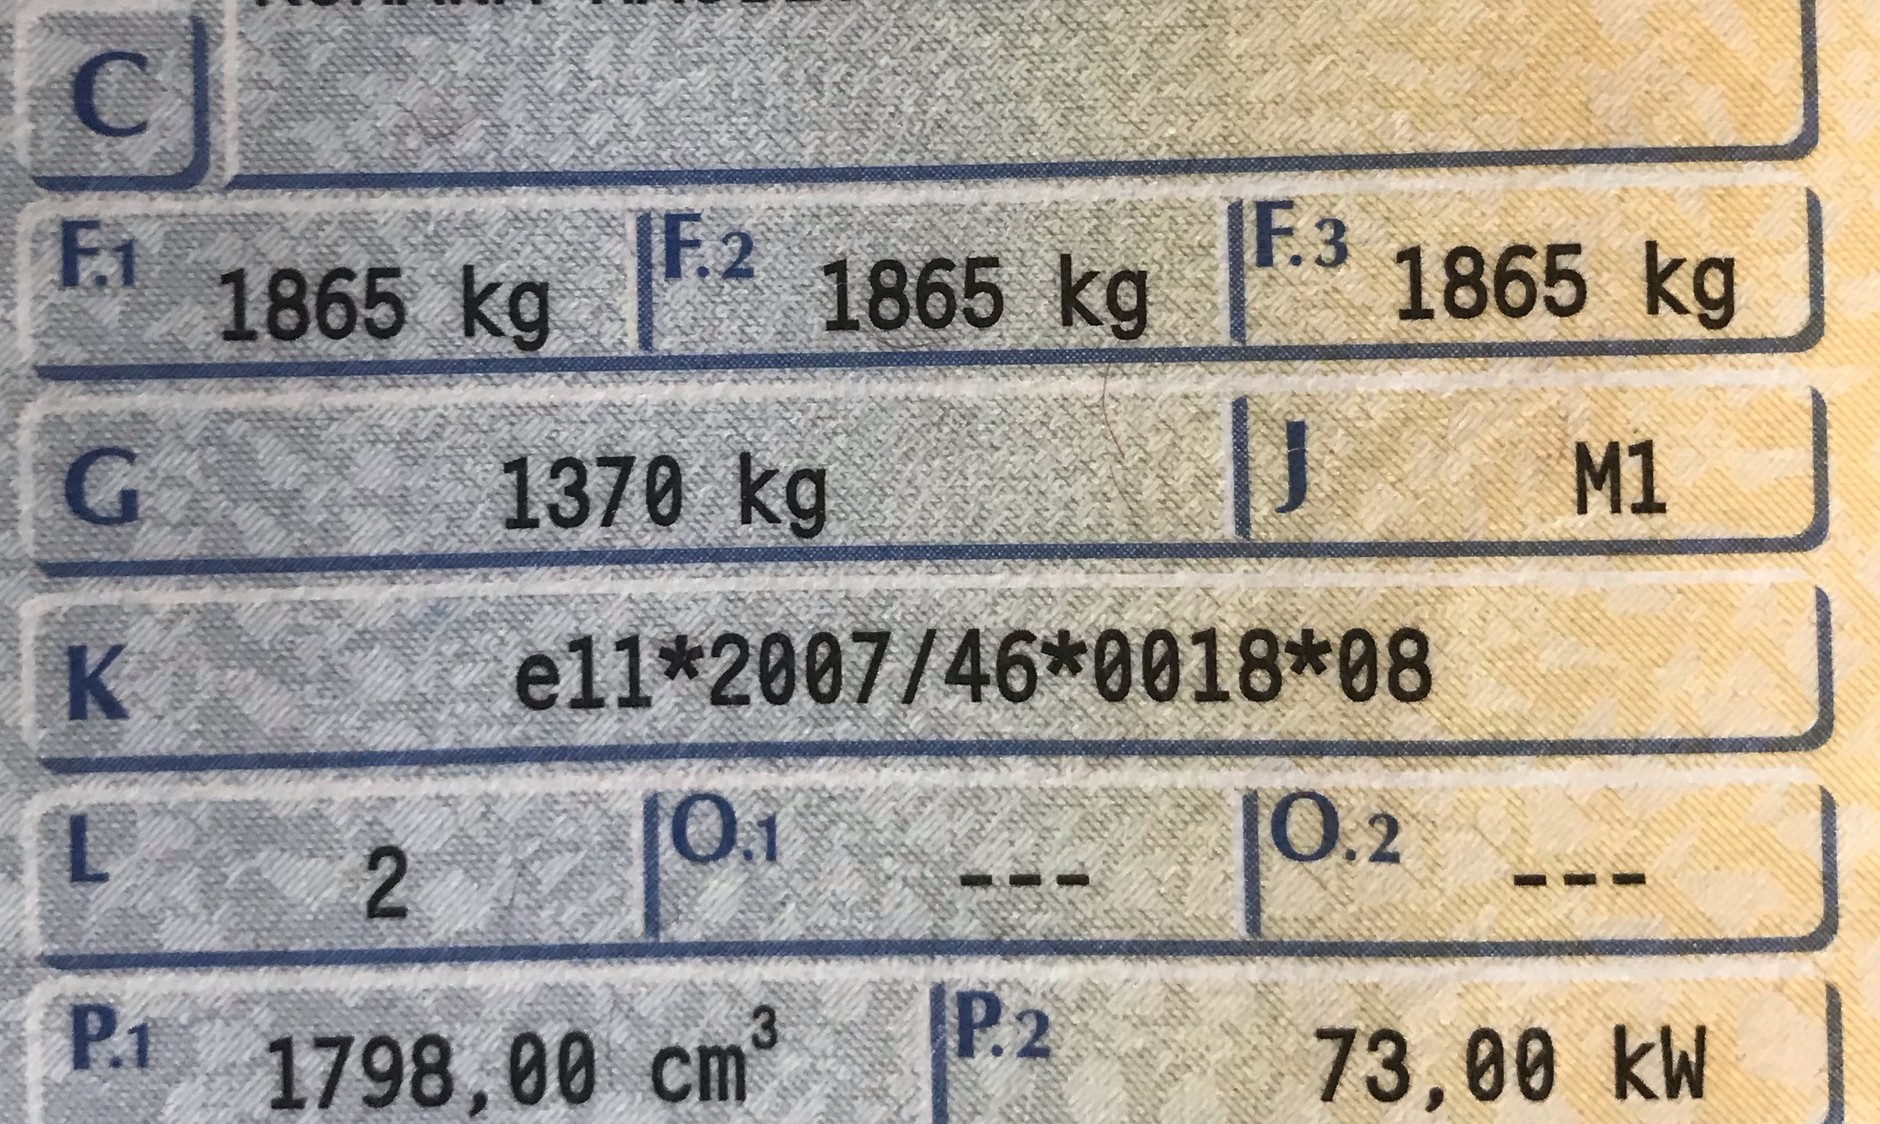 C
F.1 1865 kg F.2 1865 kg F.3 1865 kg
G 1370 kg J M1
K e11*2007/46*0018*08
L 2 O.1 --- O.2 ---
P.1 1798,00 cm³ P.2 73,00 kW